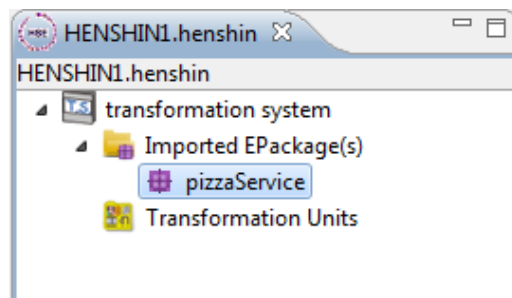 HENSHIN1.henshin
HENSHIN1.henshin
transformation system
Imported EPackage(s)
pizzaService
Transformation Units